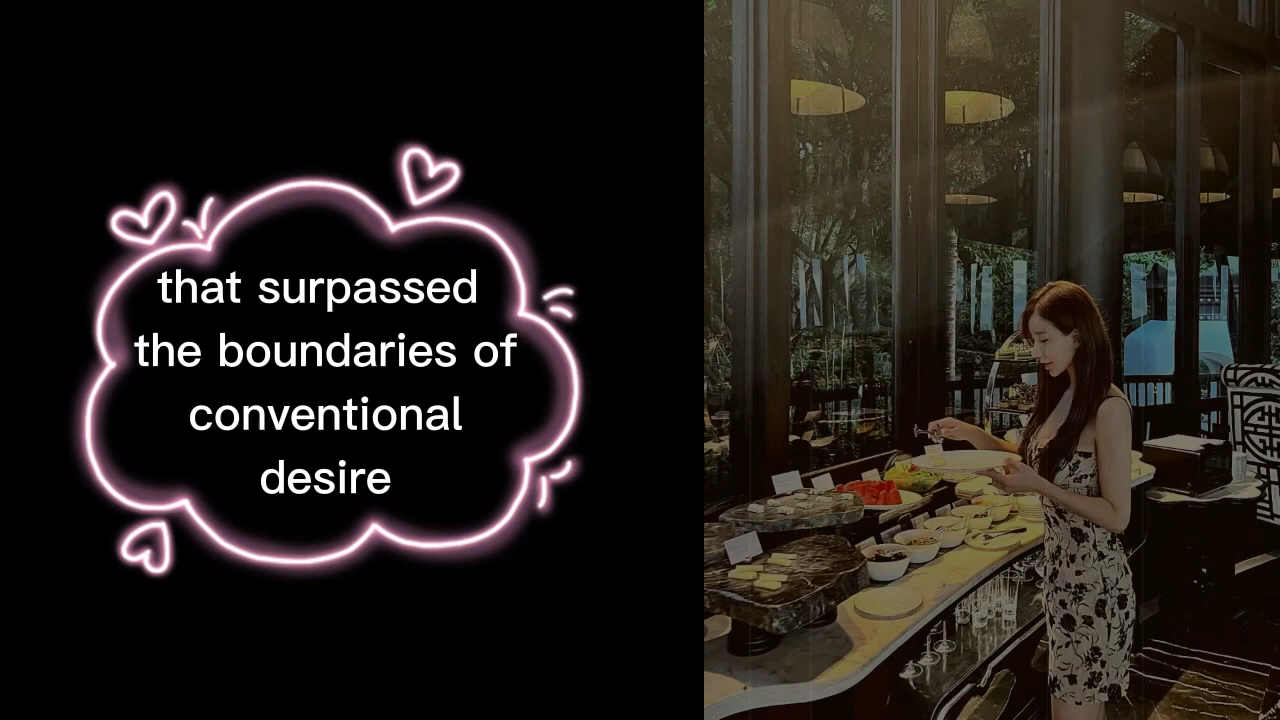 that surpassed
the boundaries of
conventional
desire